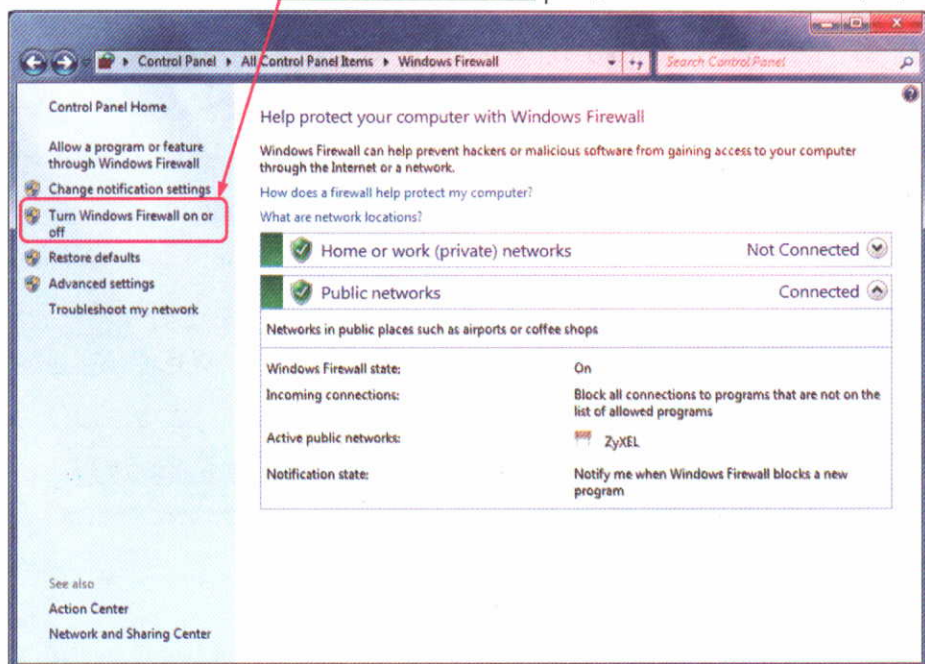 Control Panel ▸ All Control Panel Items ▸ Windows Firewall
Search Control Panel
Control Panel Home
Allow a program or feature
through Windows Firewall
Change notification settings
Turn Windows Firewall on or
off
Restore defaults
Advanced settings
Troubleshoot my network
See also
Action Center
Network and Sharing Center
Help protect your computer with Windows Firewall
Windows Firewall can help prevent hackers or malicious software from gaining access to your computer
through the Internet or a network.
How does a firewall help protect my computer?
What are network locations?
Home or work (private) networks Not Connected
Public networks Connected
Networks in public places such as airports or coffee shops
Windows Firewall state: On
Incoming connections: Block all connections to programs that are not on the
list of allowed programs
Active public networks: ZyXEL
Notification state: Notify me when Windows Firewall blocks a new
program